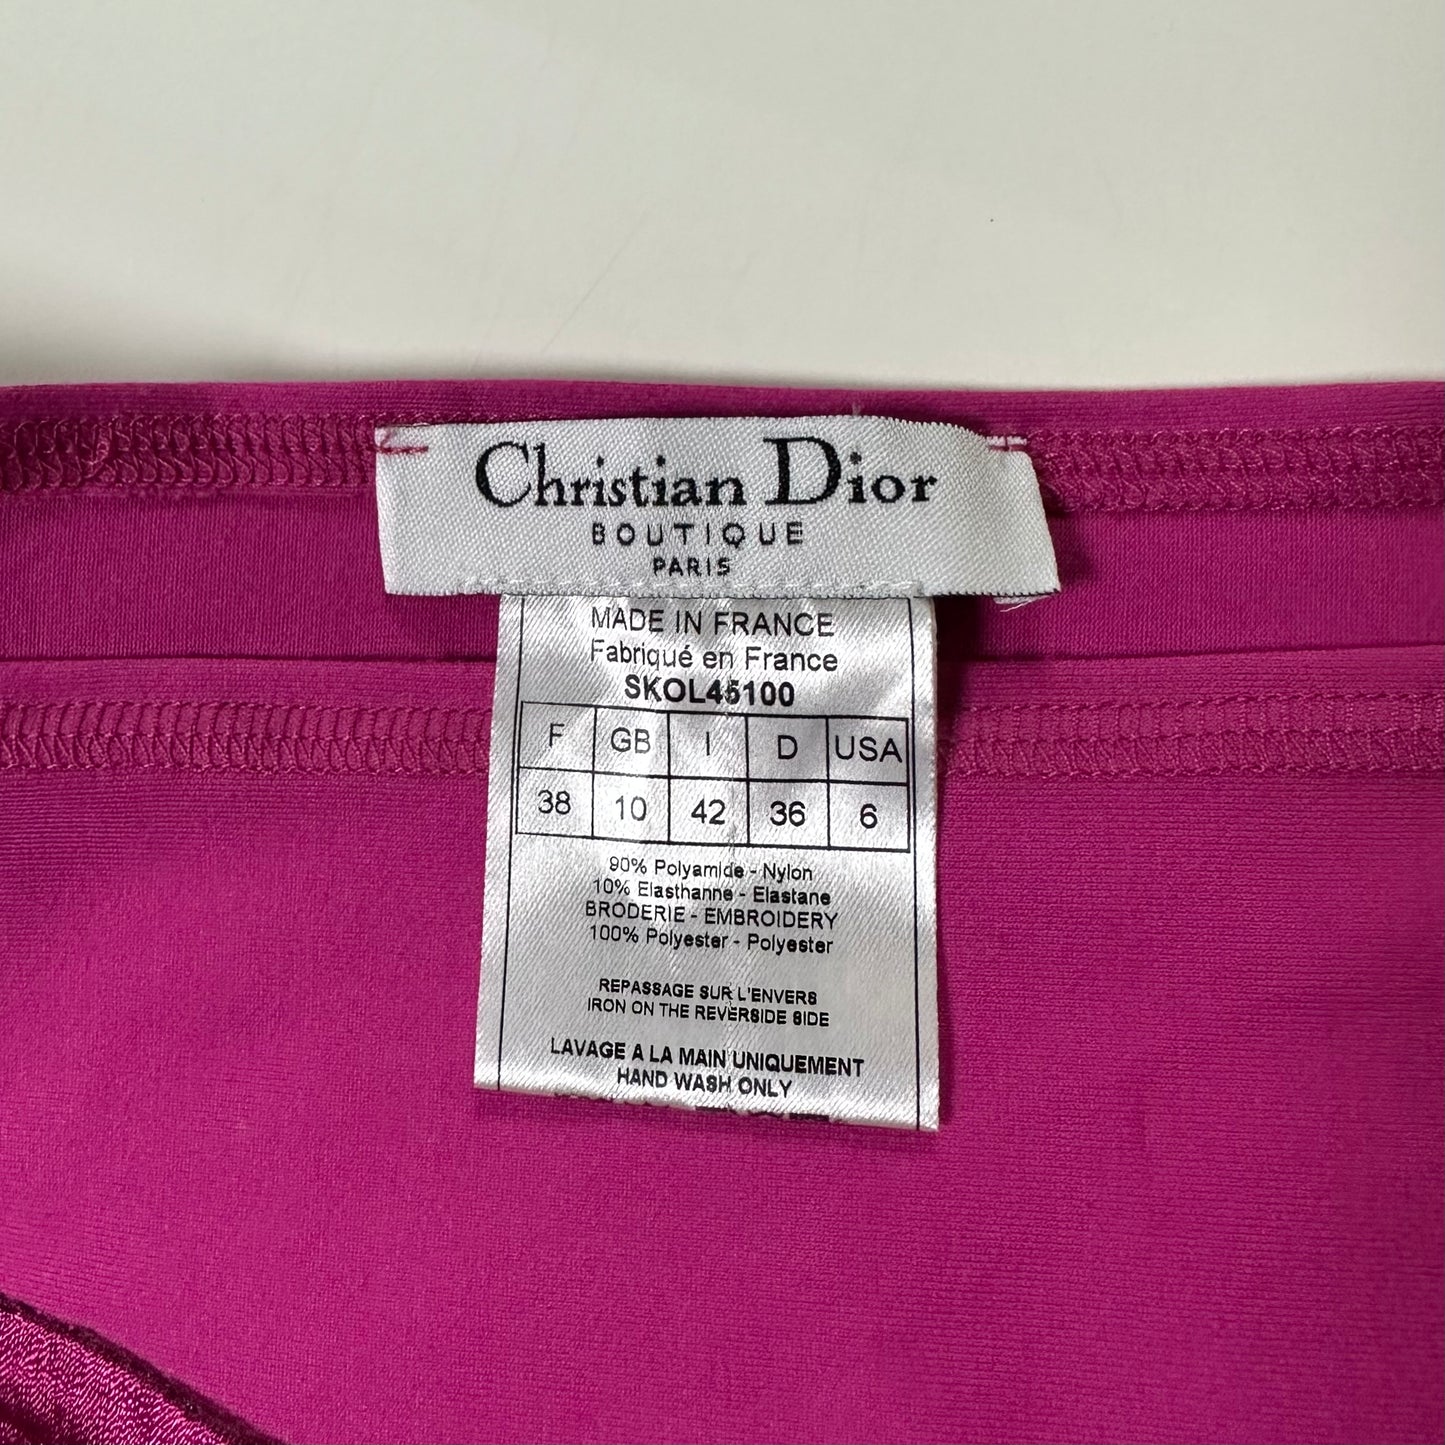 Christian Dior
BOUTIQUE
PARIS
MADE IN FRANCE
Fabriqué en France
SKOL45100
F GB I D USA
38 10 42 36 6
90% Polyamide - Nylon
10% Elasthanne - Elastane
BRODERIE - EMBROIDERY
100% Polyester - Polyester
REPASSAGE SUR L'ENVERS
IRON ON THE REVERSIDE SIDE
LAVAGE A LA MAIN UNIQUEMENT
HAND WASH ONLY